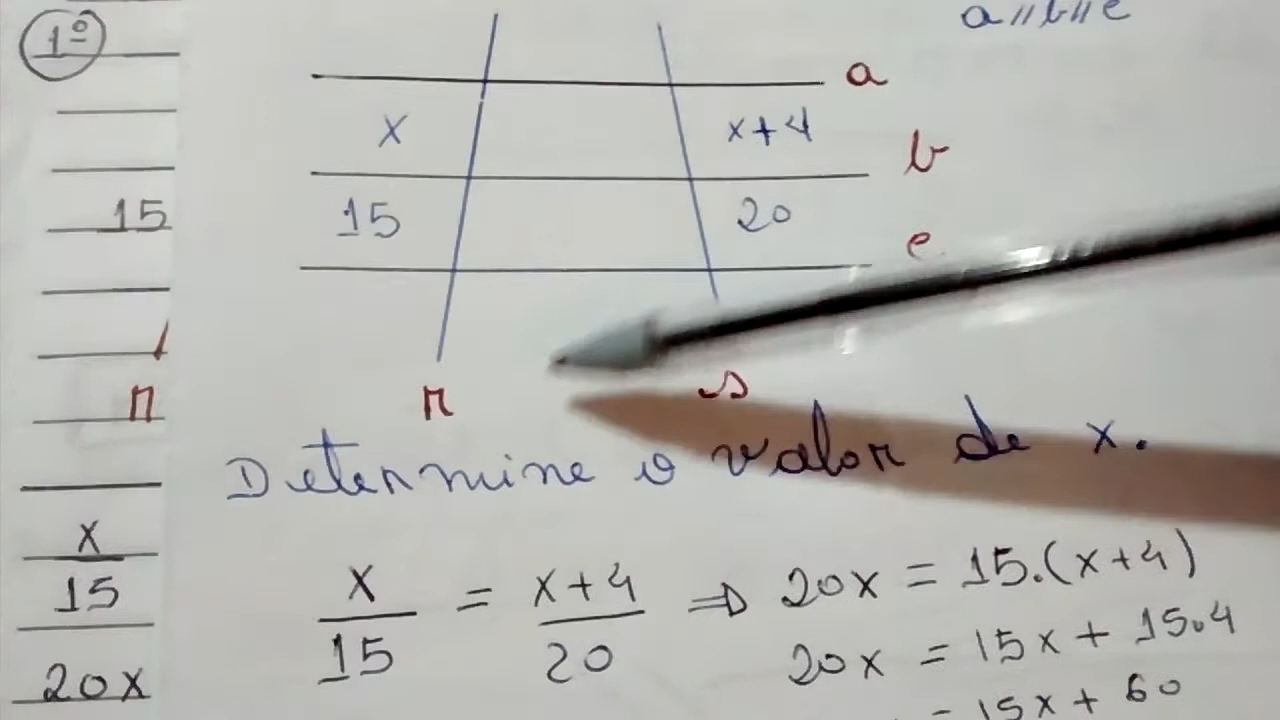 1º
a//b//c
a
x
x+4
b
15
20
c
15
r
r
s
Determine o valor de x.
x/15 = x+4/20 ⇒ 20x = 15.(x+4)
20x = 15x + 15.4
= 15x + 60
x
15
20x